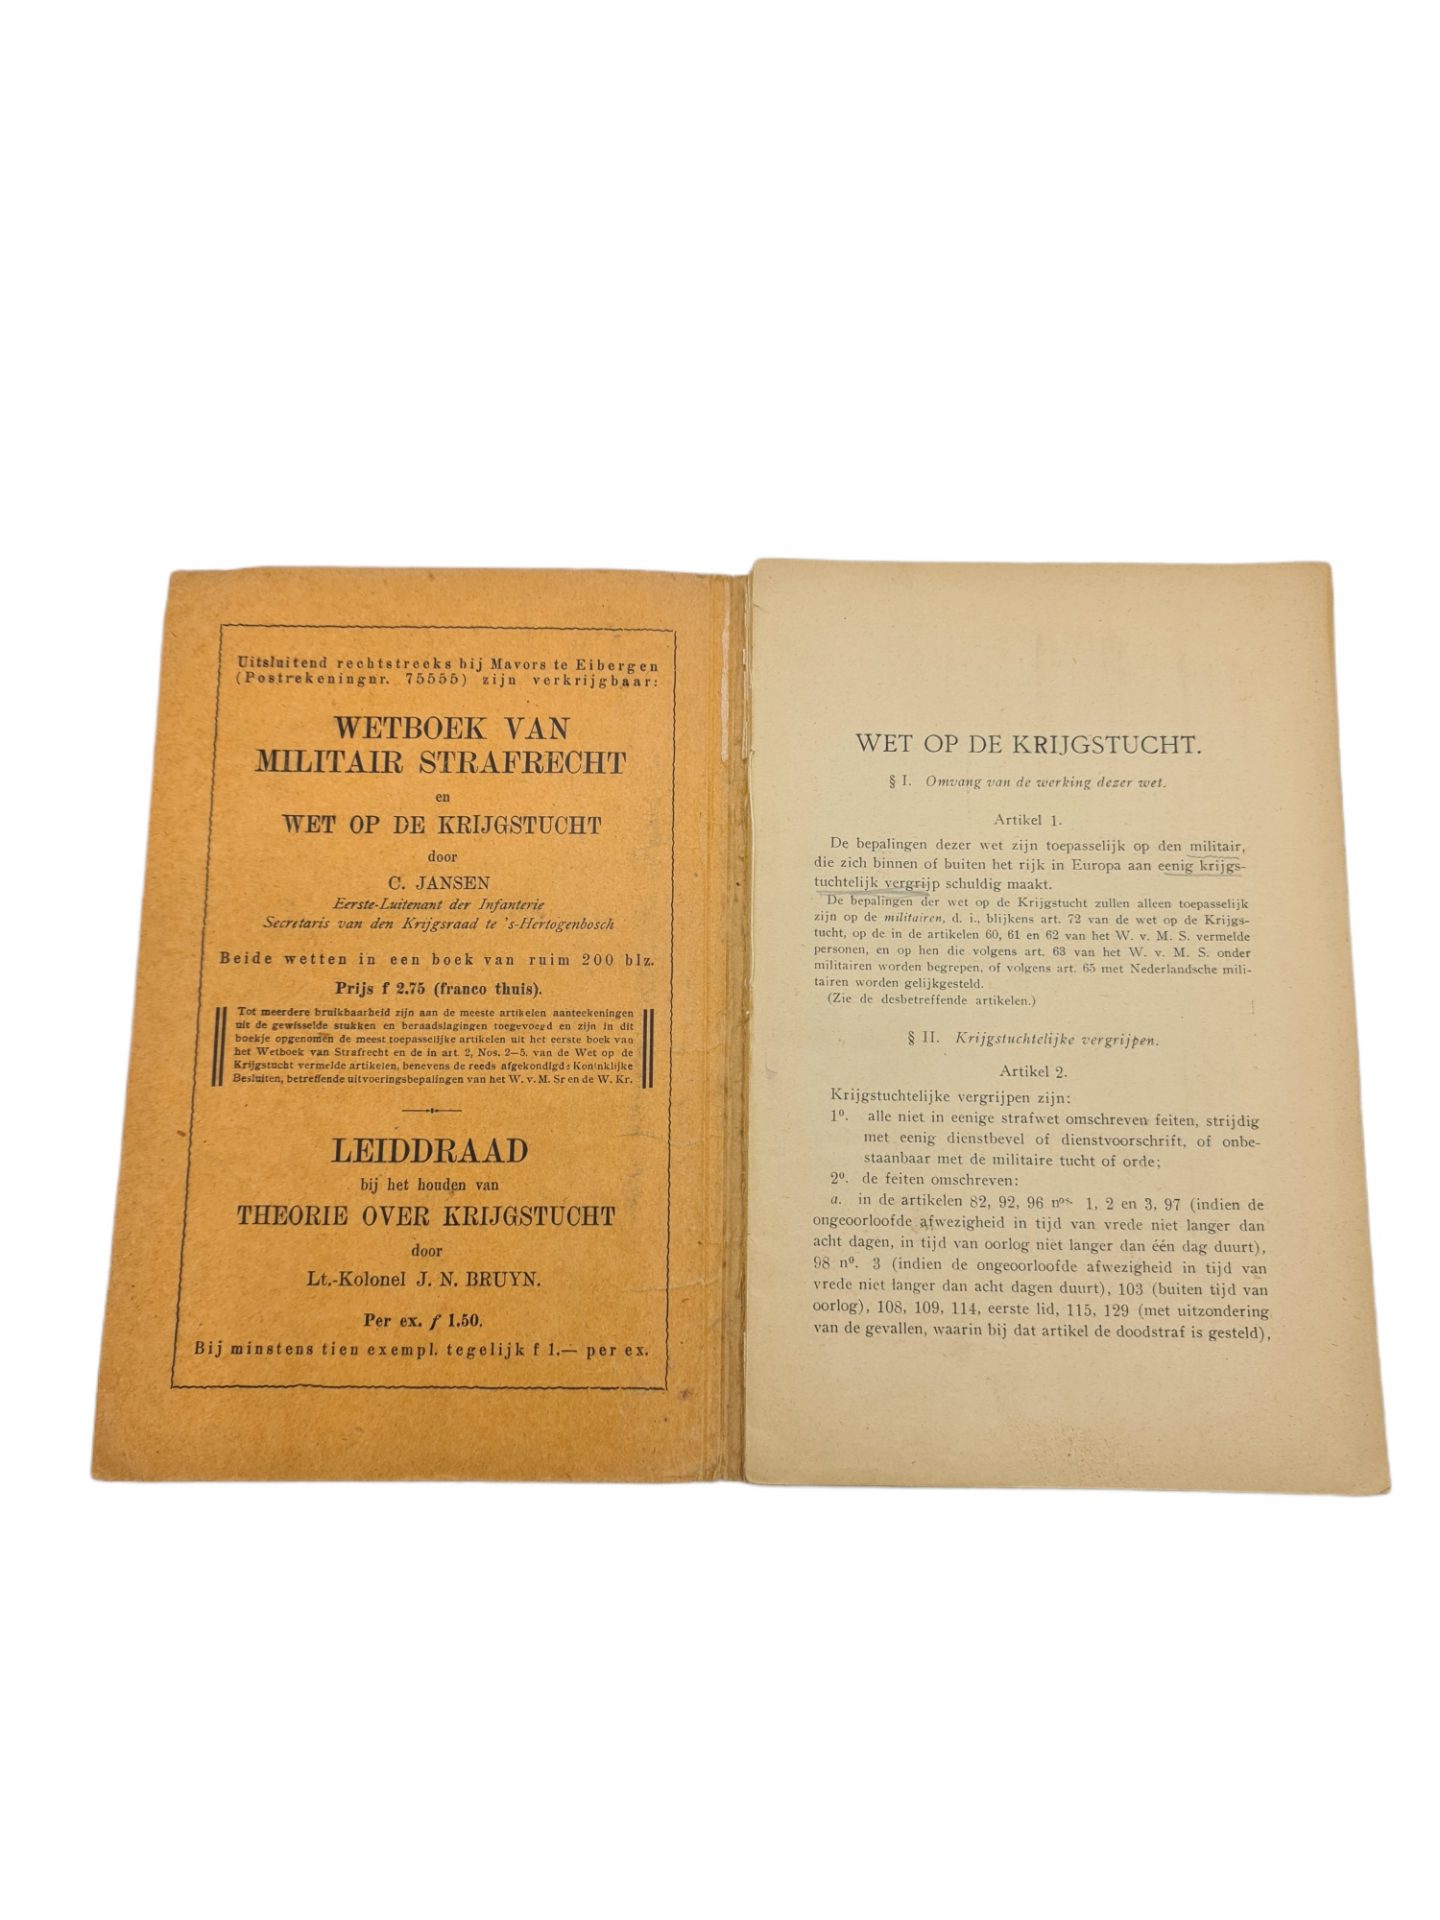 Uitsluitend rechtstreeks bij Mavors te Eibergen
(Postrekeningnr. 75555) zijn verkrijgbaar:
WETBOEK VAN
MILITAIR STRAFRECHT
en
WET OP DE KRIJGSTUCHT
door
C. JANSEN
Eerste-Luitenant der Infanterie
Secretaris van den Krijgsraad te 's-Hertogenbosch
Beide wetten in een boek van ruim 200 blz.
Prijs f 2.75 (franco thuis).
Tot meerdere bruikbaarheid zijn aan de meeste artikelen aanteekeningen
uit de gewisselde stukken en beraadslagingen toegevoegd en zijn in dit
boekje opgenomen de meest toepasselijke artikelen uit het eerste boek van
het Wetboek van Strafrecht en de in art. 2, Nos. 2—5, van de Wet op de
Krijgstucht vermelde artikelen, benevens de reeds afgekondigde Koninklijke
Besluiten, betreffende uitvoeringsbepalingen van het W. v. M. Sr en de W. Kr.
LEIDDRAAD
bij het houden van
THEORIE OVER KRIJGSTUCHT
door
Lt.-Kolonel J. N. BRUYN.
Per ex. f 1.50.
Bij minstens tien exempl. tegelijk f 1.— per ex.
WET OP DE KRIJGSTUCHT.
§ I. Omvang van de werking dezer wet.
Artikel 1.
De bepalingen dezer wet zijn toepasselijk op den militair,
die zich binnen of buiten het rijk in Europa aan eenig krijgs-
tuchtelijk vergrijp schuldig maakt.
De bepalingen der wet op de Krijgstucht zullen alleen toepasselijk
zijn op de militairen, d. i., blijkens art. 72 van de wet op de Krijgs-
tucht, op de in de artikelen 60, 61 en 62 van het W. v. M. S. vermelde
personen, en op hen die volgens art. 63 van het W. v. M. S. onder
militairen worden begrepen, of volgens art. 65 met Nederlandsche mili-
tairen worden gelijkgesteld.
(Zie de desbetreffende artikelen.)
§ II. Krijgstuchtelijke vergrijpen.
Artikel 2.
Krijgstuchtelijke vergrijpen zijn:
1º. alle niet in eenige strafwet omschreven feiten, strijdig
met eenig dienstbevel of dienstvoorschrift, of onbe-
staanbaar met de militaire tucht of orde;
2º. de feiten omschreven:
a. in de artikelen 82, 92, 96 nos. 1, 2 en 3, 97 (indien de
ongeoorloofde afwezigheid in tijd van vrede niet langer dan
acht dagen, in tijd van oorlog niet langer dan één dag duurt),
98 nº. 3 (indien de ongeoorloofde afwezigheid in tijd van
vrede niet langer dan acht dagen duurt), 103 (buiten tijd van
oorlog), 108, 109, 114, eerste lid, 115, 129 (met uitzondering
van de gevallen, waarin bij dat artikel de doodstraf is gesteld),